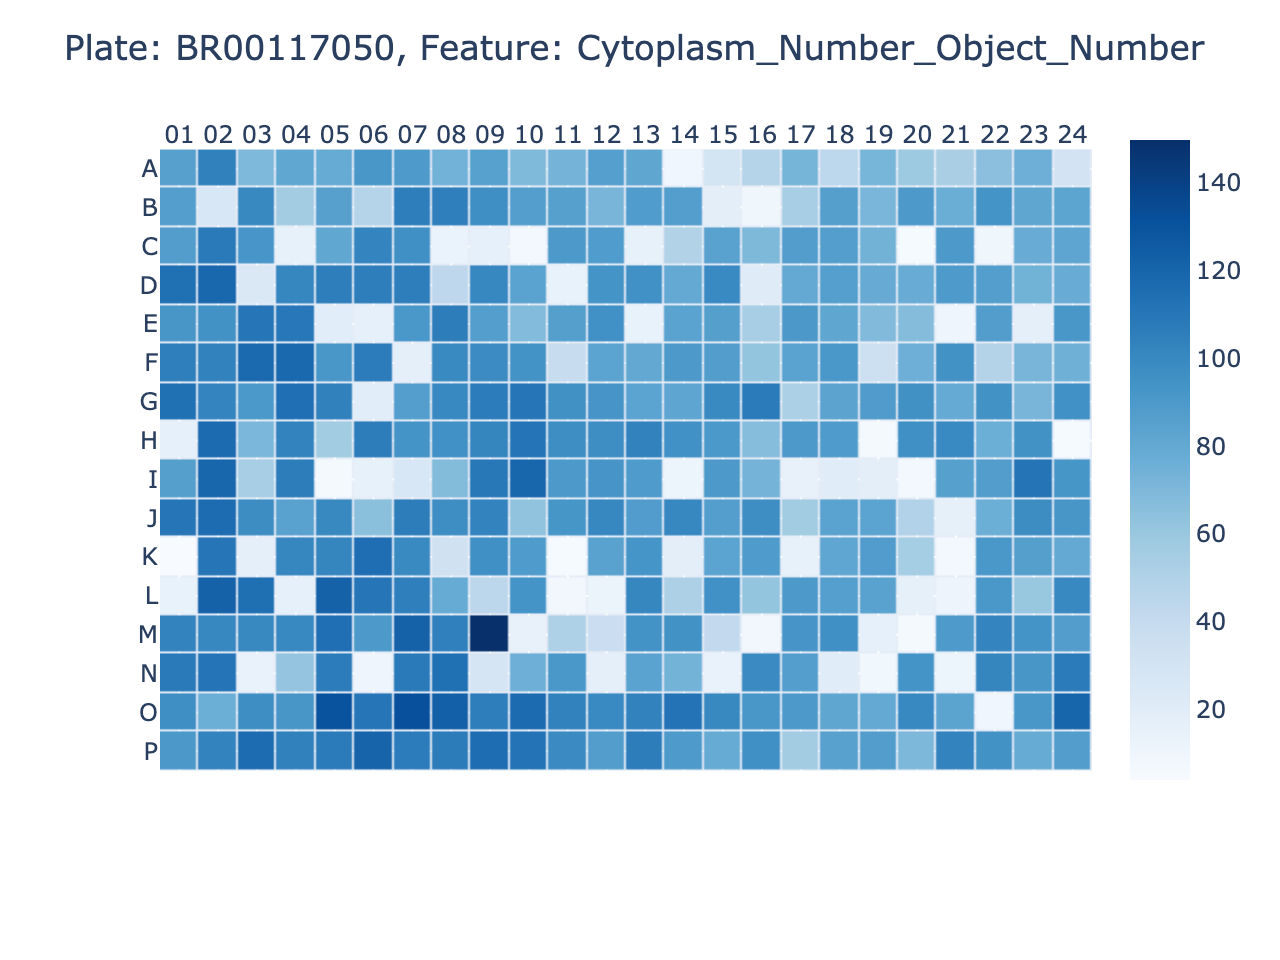 Plate: BR00117050, Feature: Cytoplasm_Number_Object_Number
01 02 03 04 05 06 07 08 09 10 11 12 13 14 15 16 17 18 19 20 21 22 23 24
A
B
C
D
E
F
G
H
I
J
K
L
M
N
O
P
140
120
100
80
60
40
20